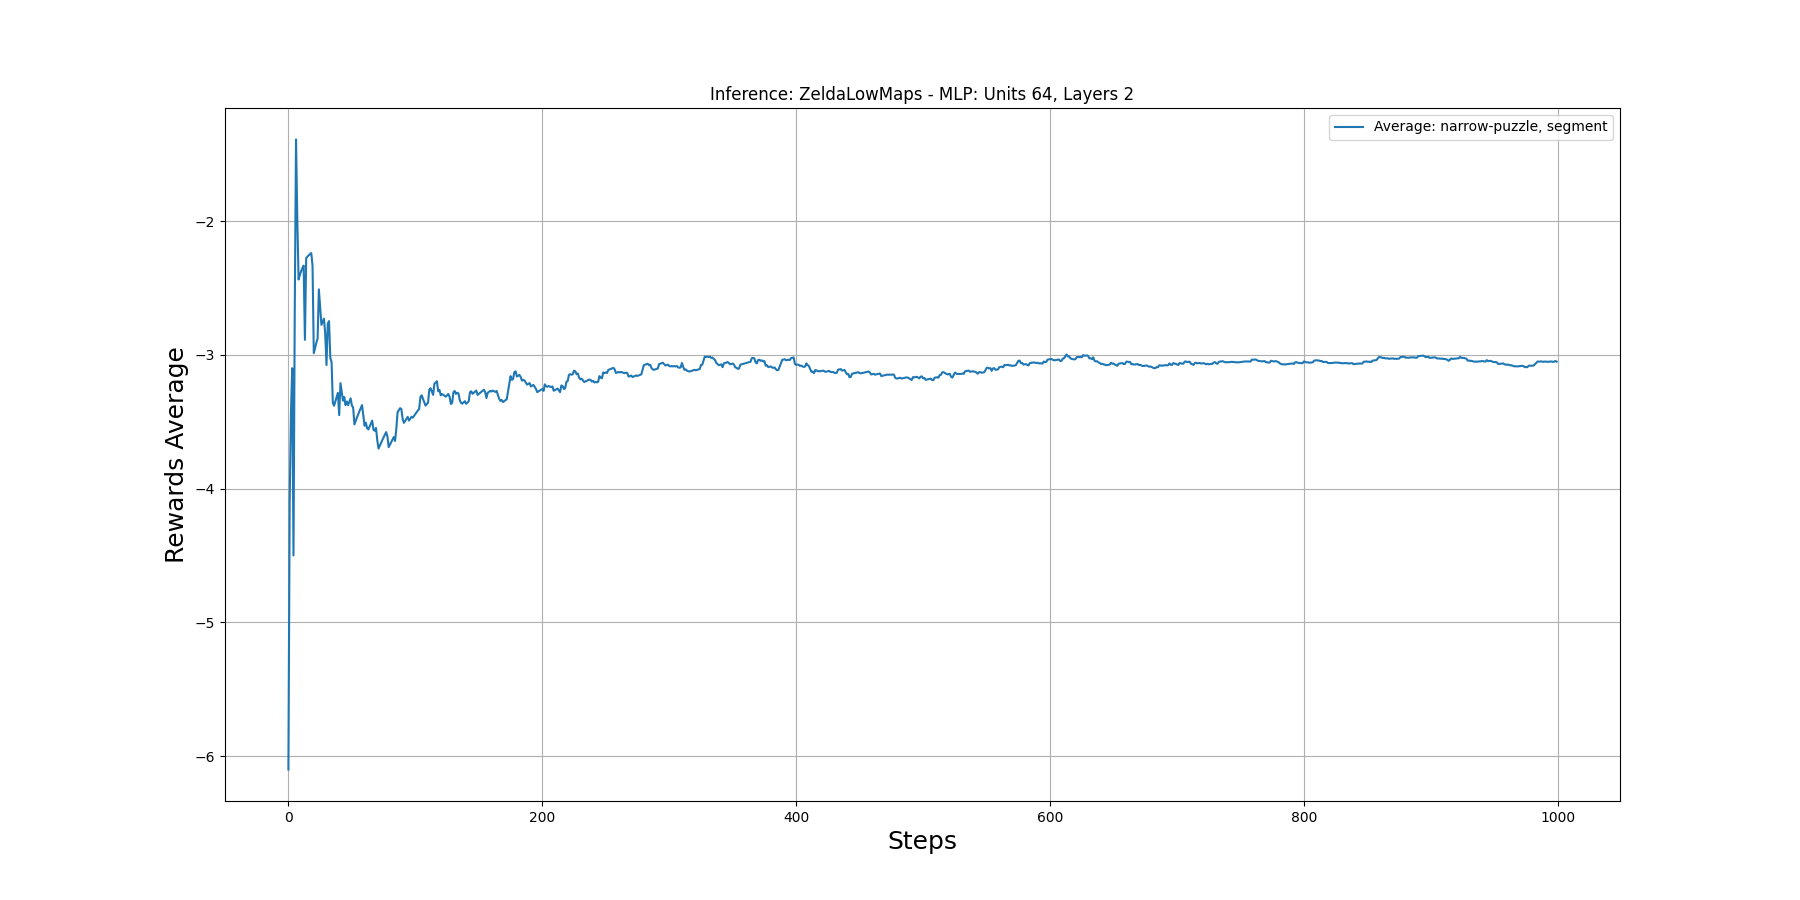 Inference: ZeldaLowMaps - MLP: Units 64, Layers 2
Average: narrow-puzzle, segment
Rewards Average
−2
−3
−4
−5
−6
0 200 400 600 800 1000
Steps